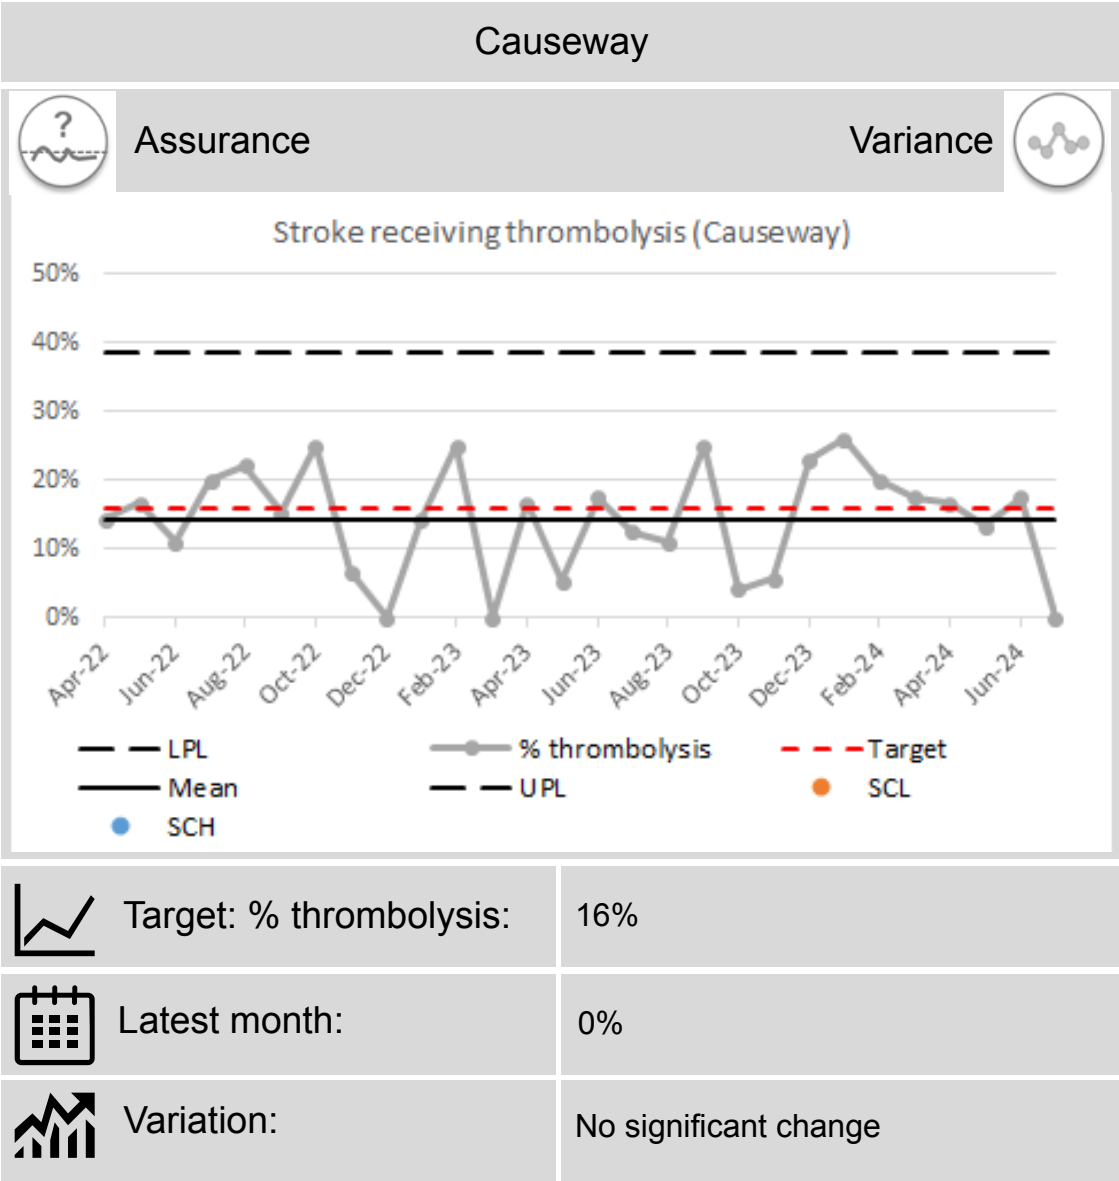 Causeway
?
Assurance
Variance
Stroke receiving thrombolysis (Causeway)
50%
40%
30%
20%
10%
0%
Apr-22 Jun-22 Aug-22 Oct-22 Dec-22 Feb-23 Apr-23 Jun-23 Aug-23 Oct-23 Dec-23 Feb-24 Apr-24 Jun-24
LPL % thrombolysis Target
Mean UPL SCL
SCH
Target: % thrombolysis: 16%
Latest month: 0%
Variation: No significant change